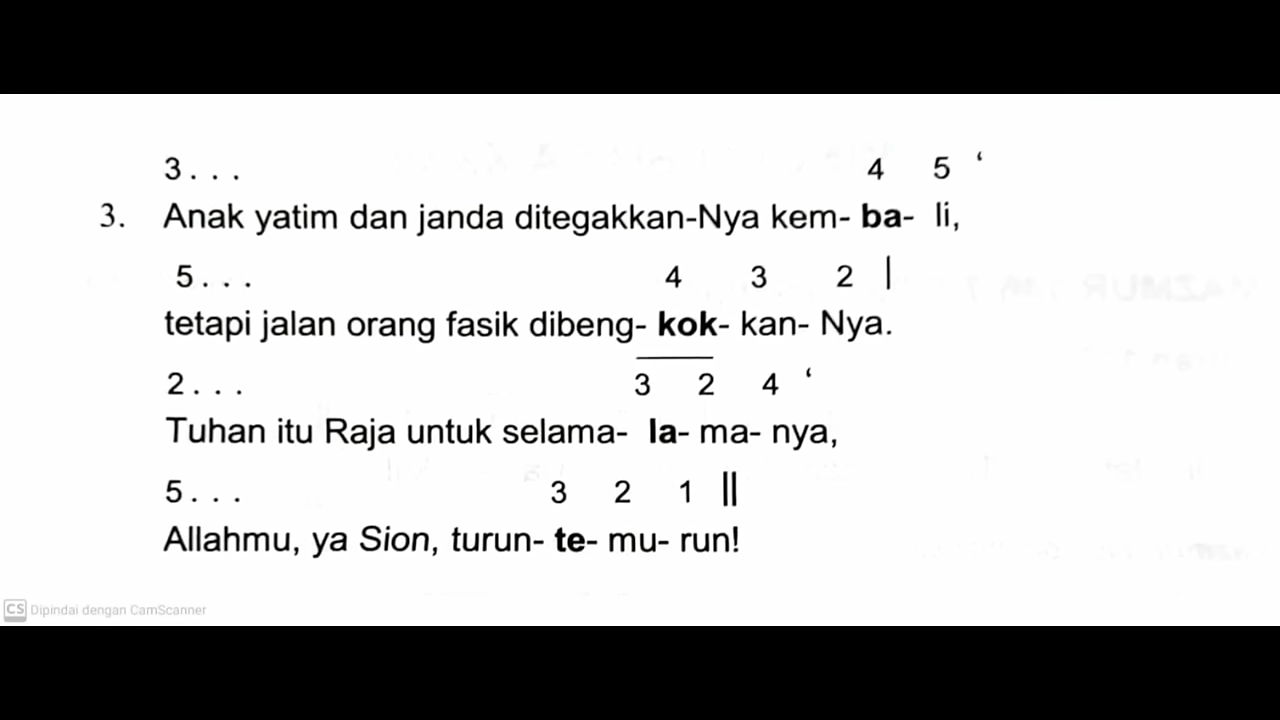 3 . . . 4 5 ‘
3. Anak yatim dan janda ditegakkan-Nya kem- ba- li,
5 . . . 4 3 2 |
tetapi jalan orang fasik dibeng- kok- kan- Nya.
2 . . . 3 2 4 ‘
Tuhan itu Raja untuk selama- la- ma- nya,
5 . . . 3 2 1 ||
Allahmu, ya Sion, turun- te- mu- run!
CS Dipindai dengan CamScanner